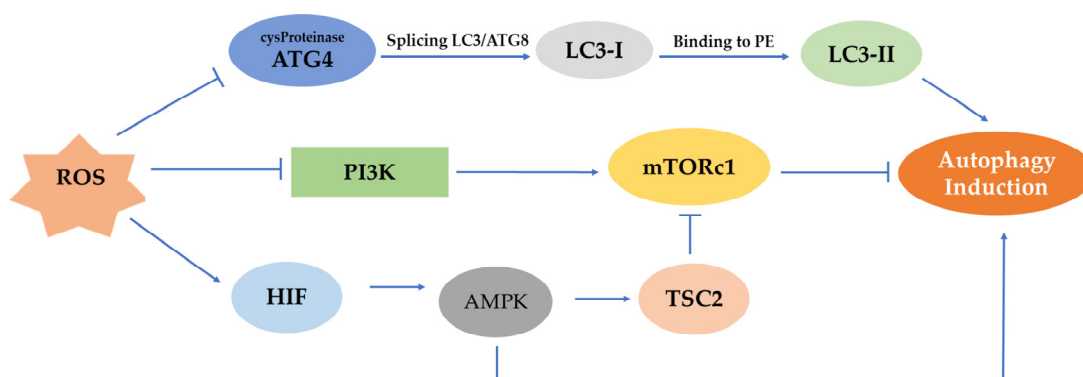 cysProteinase
ATG4
Splicing LC3/ATG8
LC3-I
Binding to PE
LC3-II
ROS
PI3K
mTORc1
Autophagy
Induction
HIF
AMPK
TSC2